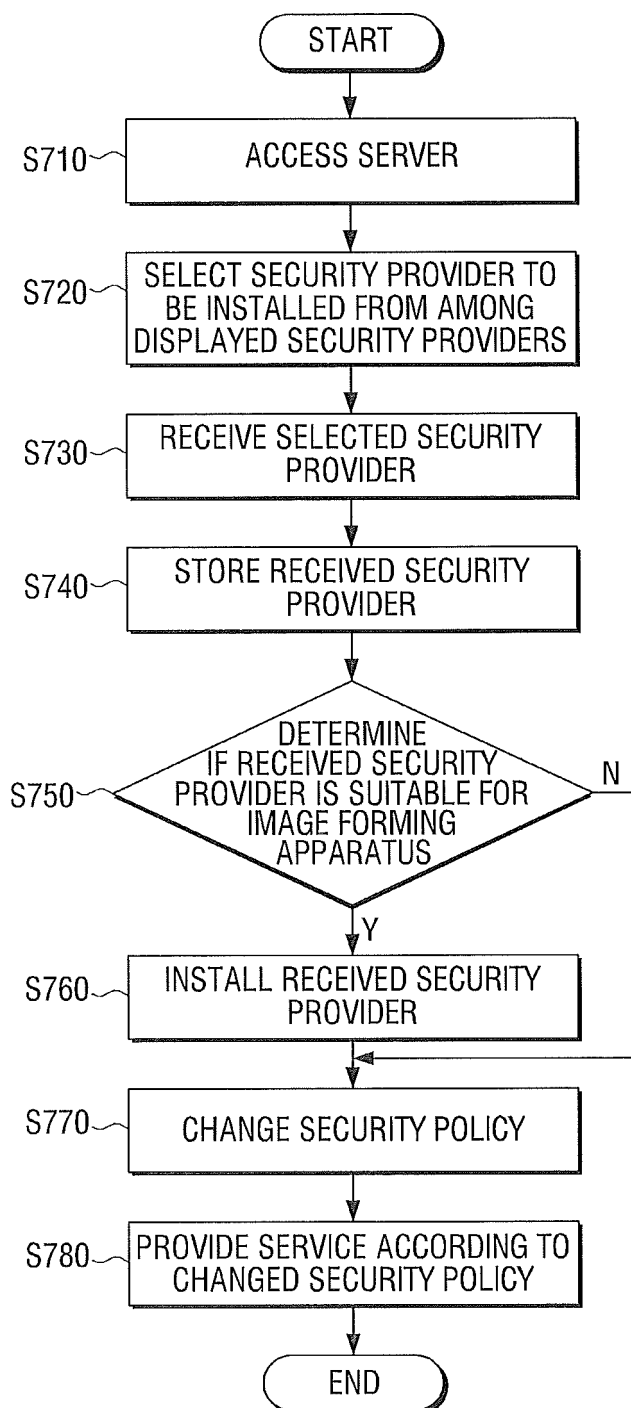 START
S710
ACCESS SERVER
S720
SELECT SECURITY PROVIDER TO
BE INSTALLED FROM AMONG
DISPLAYED SECURITY PROVIDERS
S730
RECEIVE SELECTED SECURITY
PROVIDER
S740
STORE RECEIVED SECURITY
PROVIDER
S750
DETERMINE
IF RECEIVED SECURITY
PROVIDER IS SUITABLE FOR
IMAGE FORMING
APPARATUS
N
Y
S760
INSTALL RECEIVED SECURITY
PROVIDER
S770
CHANGE SECURITY POLICY
S780
PROVIDE SERVICE ACCORDING TO
CHANGED SECURITY POLICY
END